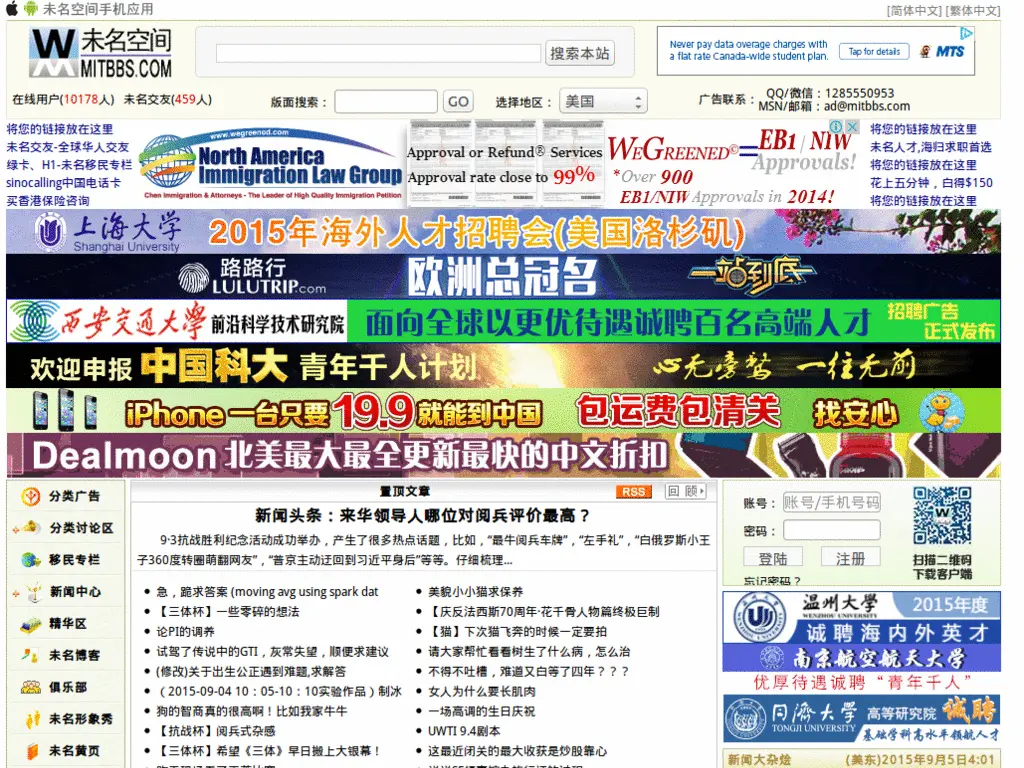 未名空间手机应用
[简体中文] [繁体中文]
未名空间
MITBBS.COM
搜索本站
Never pay data overage charges with
a flat rate Canada-wide student plan.
Tap for details
MTS
在线用户(10178人) 未名交友(459人)
版面搜索：
GO
选择地区：
美国
广告联系：
QQ/微信：1285550953
MSN/邮箱：ad@mitbbs.com
将您的链接放在这里
未名交友-全球华人交友
绿卡、H1-未名移民专栏
sinocalling中国电话卡
买香港保险咨询
www.wegreened.com
North America
Immigration Law Group
Chen Immigration & Attorneys - The Leader of High Quality Immigration Petition
Approval or Refund® Services
Approval rate close to 99%
WEGREENED©
EB1/ NIW
Approvals!
*Over 900
EB1/NIW Approvals in 2014!
将您的链接放在这里
未名人才,海归求职首选
将您的链接放在这里
花上五分钟，白得$150
将您的链接放在这里
上海大学
Shanghai University
2015年海外人才招聘会(美国洛杉矶)
路路行
LULUTRIP.com
欧洲总冠名
一站到底
西安交通大学 前沿科学技术研究院
面向全球以更优待遇诚聘百名高端人才
招聘广告
正式发布
欢迎申报 中国科大 青年千人计划
心无旁骛 一往无前
iPhone 一台只要19.9就能到中国 包运费包清关 找安心
Dealmoon 北美最大最全更新最快的中文折扣
分类广告
分类讨论区
移民专栏
新闻中心
精华区
未名博客
俱乐部
未名形象秀
未名黄页
置顶文章
RSS
回 顾
新闻头条：来华领导人哪位对阅兵评价最高？
9·3抗战胜利纪念活动成功举办，产生了很多热点话题，比如，“最牛阅兵车牌”，“左手礼”，“白俄罗斯小王
子360度转圈萌翻网友”，“普京主动迂回到习近平身后”等等。仔细梳理...
急，跪求答案 (moving avg using spark dat
【三体杯】一些零碎的想法
论PI的调养
试驾了传说中的GTI，灰常失望，顺便求建议
(修改)关于出生公正遇到难题,求解答
（2015-09-04 10：05-10：10实验作品）制冰
狗的智商真的很高啊！比如我家牛牛
【抗战杯】阅兵式杂感
【三体杯】希望《三体》早日搬上大银幕！
美貌小小猫求保养
【庆反法西斯70周年·花千骨人物篇终极巨制
【猫】下次猫飞奔的时候一定要拍
请大家帮忙看看树生了什么病，怎么治
不得不吐槽，难道又白等了四年？？？
女人为什么要长肌肉
一场高调的生日庆祝
UWTI 9.4剧本
这最近闭关的最大收获是炒股靠心
账号：
账号/手机号码
密码：
登陆
注册
忘记密码？
扫描二维码
下载客户端
温州大学
WENZHOU UNIVERSITY
2015年度
诚聘海内外英才
南京航空航天大学
优厚待遇诚聘“青年千人”
同济大学
TONGJI UNIVERSITY
高等研究院 诚聘
基础学科高水平领航人才
新闻大杂烩
(美东)2015年9月5日4:01